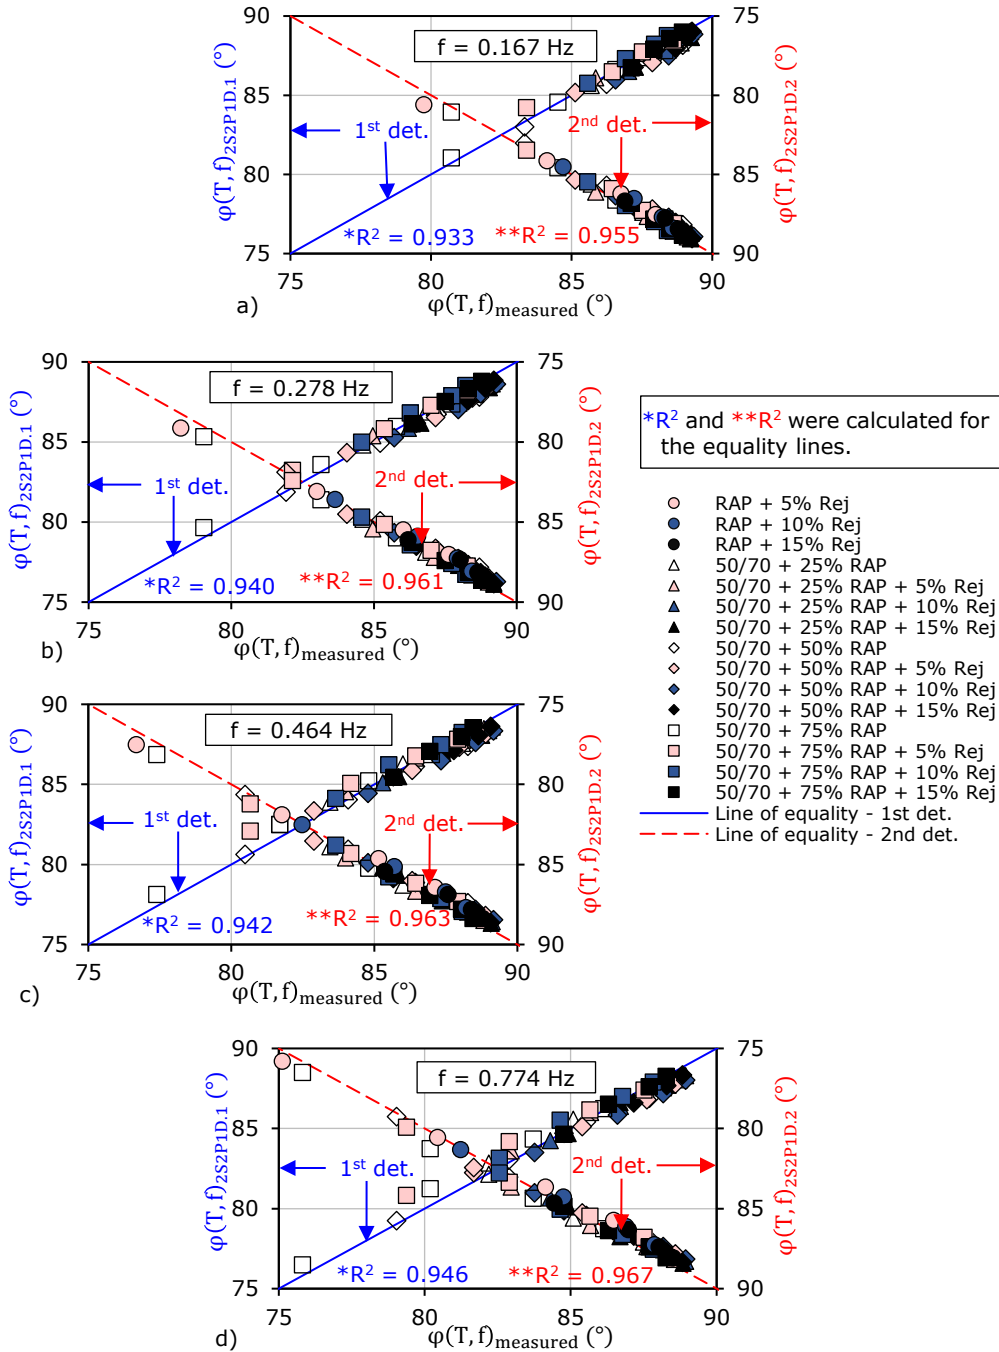 φ(T, f)2S2P1D.1 (°)
90
85
80
75
f = 0.167 Hz
1st det.
2nd det.
*R² = 0.933
**R² = 0.955
75
80
85
90
φ(T, f)2S2P1D.2 (°)
75
80
85
90
a)
φ(T, f)measured (°)
φ(T, f)2S2P1D.1 (°)
90
85
80
75
f = 0.278 Hz
1st det.
2nd det.
*R² = 0.940
**R² = 0.961
75
80
85
90
φ(T, f)2S2P1D.2 (°)
75
80
85
90
b)
φ(T, f)measured (°)
φ(T, f)2S2P1D.1 (°)
90
85
80
75
f = 0.464 Hz
1st det.
2nd det.
*R² = 0.942
**R² = 0.963
75
80
85
90
φ(T, f)2S2P1D.2 (°)
75
80
85
90
c)
φ(T, f)measured (°)
φ(T, f)2S2P1D.1 (°)
90
85
80
75
f = 0.774 Hz
1st det.
2nd det.
*R² = 0.946
**R² = 0.967
75
80
85
90
φ(T, f)2S2P1D.2 (°)
75
80
85
90
d)
φ(T, f)measured (°)
*R² and **R² were calculated for
the equality lines.
RAP + 5% Rej
RAP + 10% Rej
RAP + 15% Rej
50/70 + 25% RAP
50/70 + 25% RAP + 5% Rej
50/70 + 25% RAP + 10% Rej
50/70 + 25% RAP + 15% Rej
50/70 + 50% RAP
50/70 + 50% RAP + 5% Rej
50/70 + 50% RAP + 10% Rej
50/70 + 50% RAP + 15% Rej
50/70 + 75% RAP
50/70 + 75% RAP + 5% Rej
50/70 + 75% RAP + 10% Rej
50/70 + 75% RAP + 15% Rej
Line of equality - 1st det.
Line of equality - 2nd det.